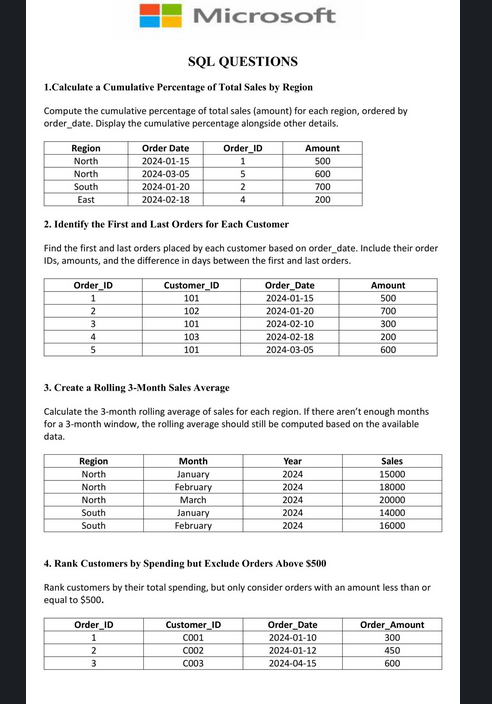 Microsoft
SQL QUESTIONS
1.Calculate a Cumulative Percentage of Total Sales by Region
Compute the cumulative percentage of total sales (amount) for each region, ordered by
order_date. Display the cumulative percentage alongside other details.
Region Order Date Order_ID Amount
North 2024-01-15 1 500
North 2024-03-05 5 600
South 2024-01-20 2 700
East 2024-02-18 4 200
2. Identify the First and Last Orders for Each Customer
Find the first and last orders placed by each customer based on order_date. Include their order
IDs, amounts, and the difference in days between the first and last orders.
Order_ID Customer_ID Order_Date Amount
1 101 2024-01-15 500
2 102 2024-01-20 700
3 101 2024-02-10 300
4 103 2024-02-18 200
5 101 2024-03-05 600
3. Create a Rolling 3-Month Sales Average
Calculate the 3-month rolling average of sales for each region. If there aren't enough months
for a 3-month window, the rolling average should still be computed based on the available
data.
Region Month Year Sales
North January 2024 15000
North February 2024 18000
North March 2024 20000
South January 2024 14000
South February 2024 16000
4. Rank Customers by Spending but Exclude Orders Above $500
Rank customers by their total spending, but only consider orders with an amount less than or
equal to $500.
Order_ID Customer_ID Order_Date Order_Amount
1 C001 2024-01-10 300
2 C002 2024-01-12 450
3 C003 2024-04-15 600